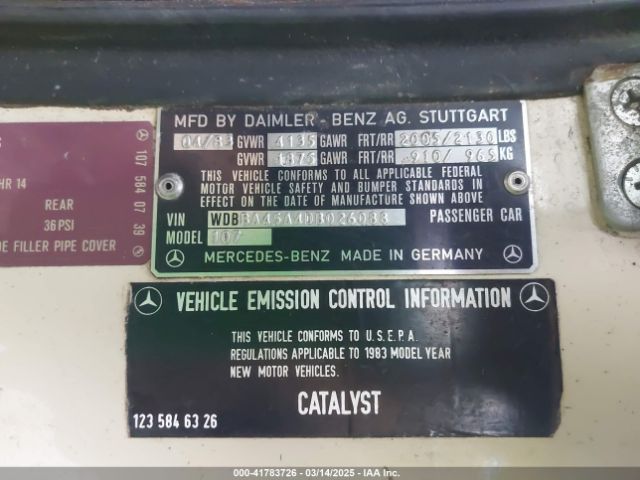 S
HR 14
REAR
36 PSI
DE FILLER PIPE COVER
107 584 07 39
MFD BY DAIMLER - BENZ AG. STUTTGART
04/83 GVWR 4135 GAWR FRT/RR 2005/2130 LBS
GVWR 1875 GAWR FRT/RR 910/ 965 KG
THIS VEHICLE CONFORMS TO ALL APPLICABLE FEDERAL
MOTOR VEHICLE SAFETY AND BUMPER STANDARDS IN
EFFECT ON THE DATE OF MANUFACTURE SHOWN ABOVE
VIN WDBBA45A4DB026033 PASSENGER CAR
MODEL 107
MERCEDES-BENZ MADE IN GERMANY
VEHICLE EMISSION CONTROL INFORMATION
THIS VEHICLE CONFORMS TO U.S.E.P.A.
REGULATIONS APPLICABLE TO 1983 MODEL YEAR
NEW MOTOR VEHICLES.
CATALYST
123 584 63 26
000-41783726 - 03/14/2025 - IAA Inc.